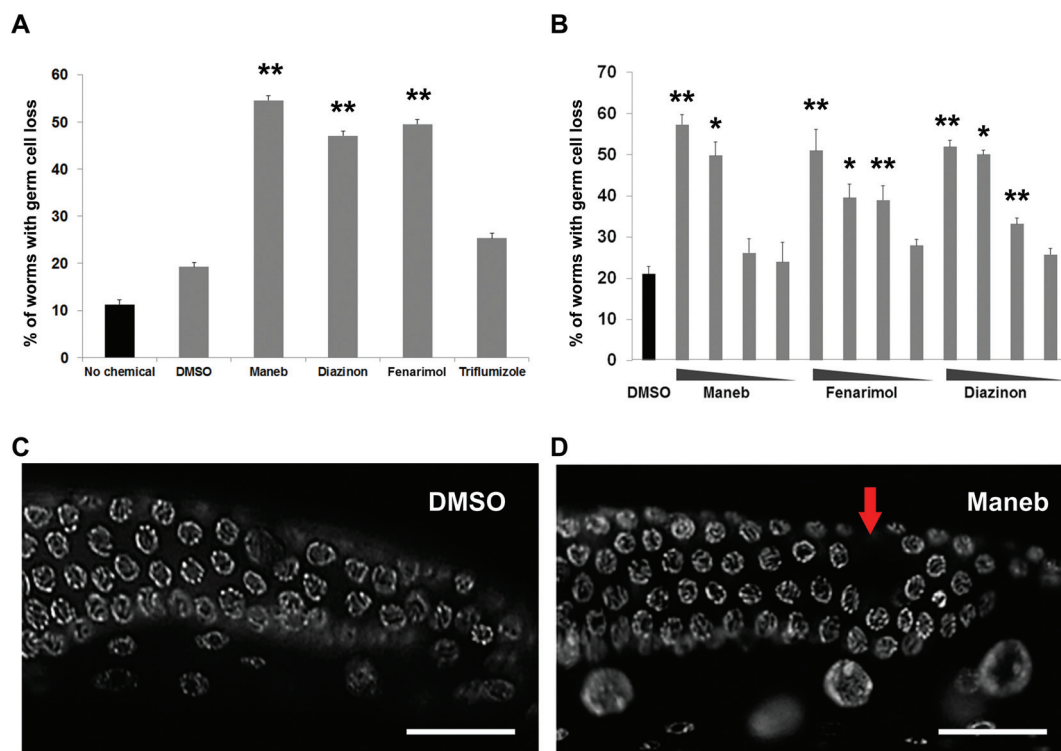 A
% of worms with germ cell loss
60
50
40
30
20
10
0
**
**
**
No chemical DMSO Maneb Diazinon Fenarimol Triflumizole
B
% of worms with germ cell loss
70
60
50
40
30
20
10
0
**
*
**
*
**
**
*
**
DMSO Maneb Fenarimol Diazinon
C
DMSO
D
Maneb